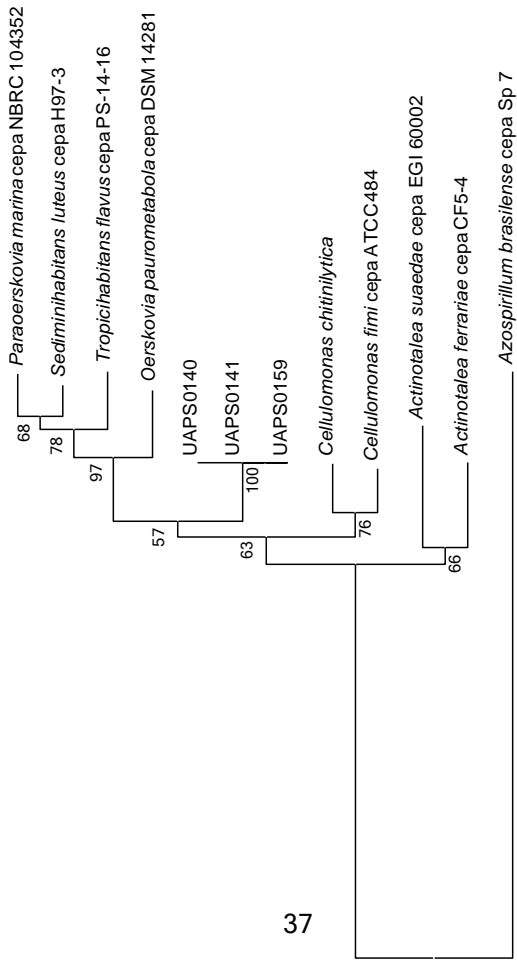 Paraoerskovia marina cepa NBRC 104352
Sediminihabitans luteus cepa H97-3
Tropicihabitans flavus cepa PS-14-16
Oerskovia paurometabola cepa DSM 14281
UAPS0140
UAPS0141
UAPS0159
Cellulomonas chitinilytica
Cellulomonas fimi cepa ATCC484
Actinotalea suaedae cepa EGI 60002
Actinotalea ferrariae cepa CF5-4
Azospirillum brasilense cepa Sp 7
68
78
97
57
100
63
76
66
37